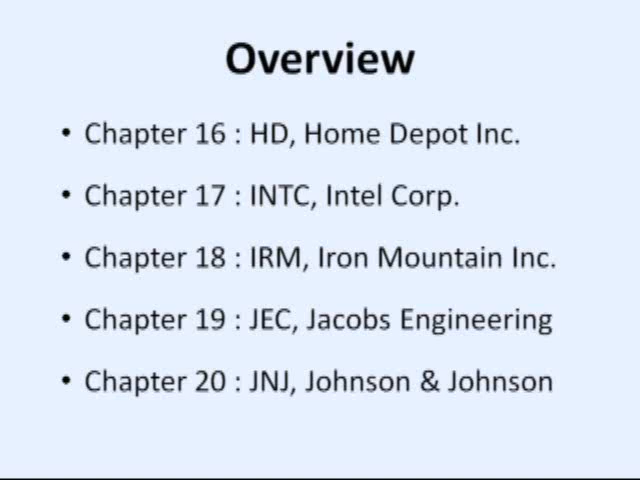 Overview
• Chapter 16 : HD, Home Depot Inc.
• Chapter 17 : INTC, Intel Corp.
• Chapter 18 : IRM, Iron Mountain Inc.
• Chapter 19 : JEC, Jacobs Engineering
• Chapter 20 : JNJ, Johnson & Johnson